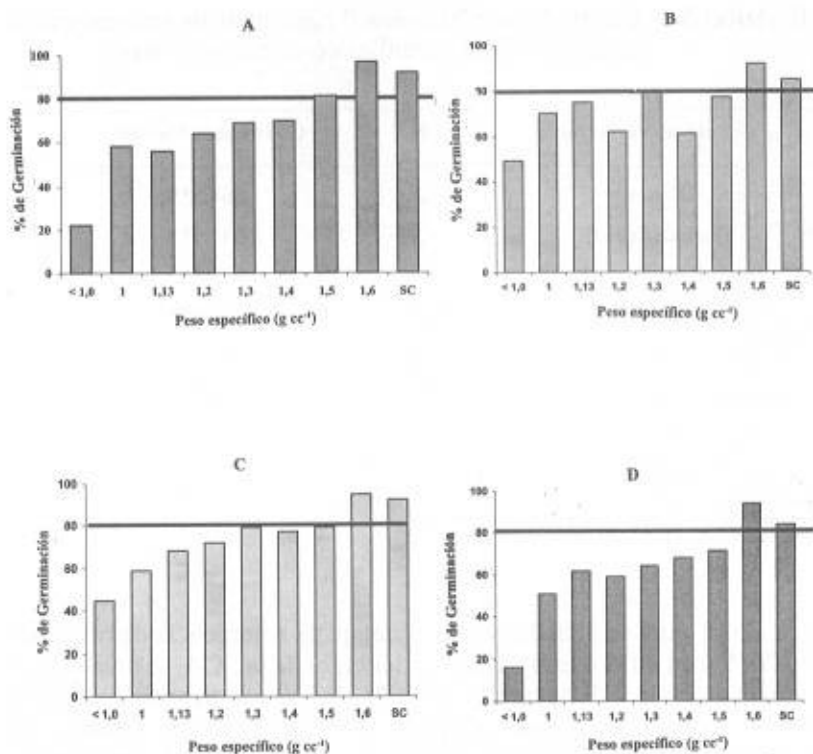 A
% de Germinación
100
80
60
40
20
0
< 1,0 1 1,13 1,2 1,3 1,4 1,5 1,6 SC
Peso específico (g cc⁻¹)
B
% de Germinación
100
80
60
40
20
0
< 1,0 1 1,13 1,2 1,3 1,4 1,5 1,6 SC
Peso específico (g cc⁻¹)
C
% de Germinación
100
80
60
40
20
0
< 1,0 1 1,13 1,2 1,3 1,4 1,5 1,6 SC
Peso específico (g cc⁻¹)
D
% de Germinación
100
80
60
40
20
0
< 1,0 1 1,13 1,2 1,3 1,4 1,5 1,6 SC
Peso específico (g cc⁻¹)